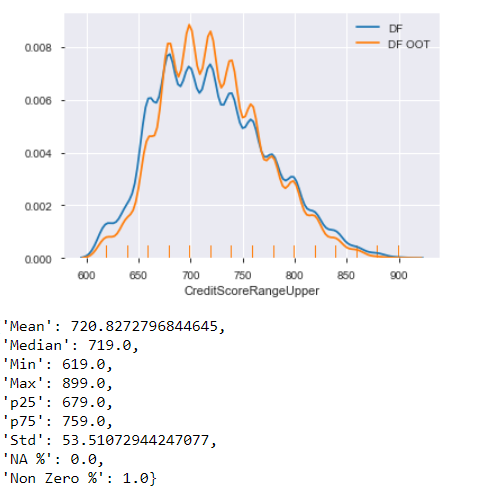 DF
DF OOT
0.008
0.006
0.004
0.002
0.000
600 650 700 750 800 850 900
CreditScoreRangeUpper
'Mean': 720.8272796844645,
'Median': 719.0,
'Min': 619.0,
'Max': 899.0,
'p25': 679.0,
'p75': 759.0,
'Std': 53.51072944247077,
'NA %': 0.0,
'Non Zero %': 1.0}